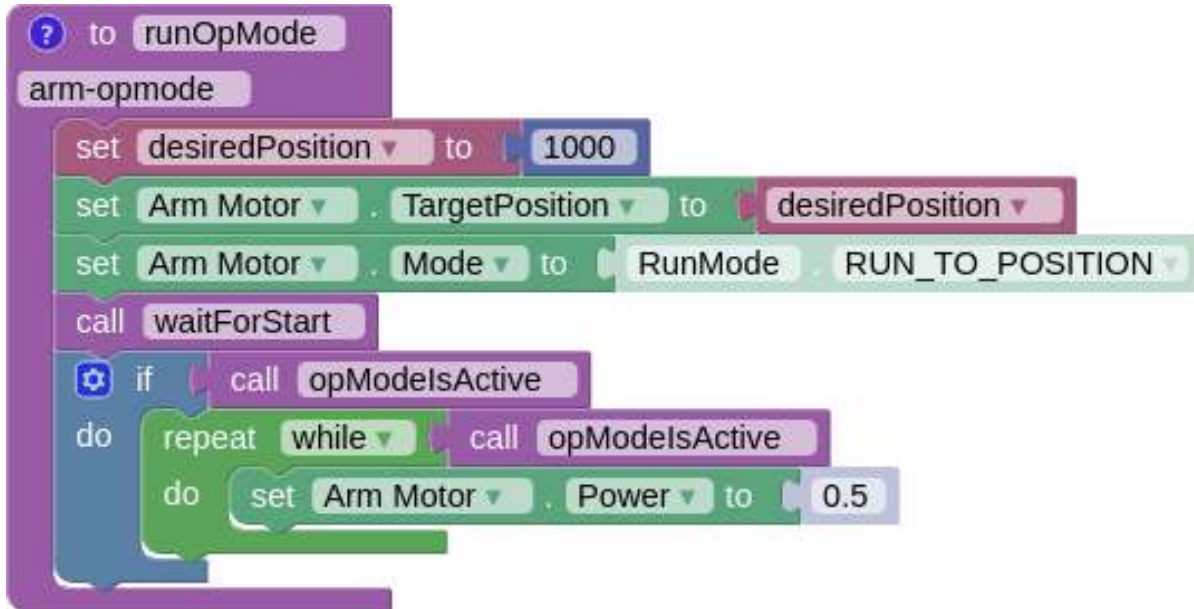 ? to runOpMode
arm-opmode
set desiredPosition to 1000
set Arm Motor . TargetPosition to desiredPosition
set Arm Motor . Mode to RunMode . RUN_TO_POSITION
call waitForStart
if call opModeIsActive
do repeat while call opModeIsActive
do set Arm Motor . Power to 0.5